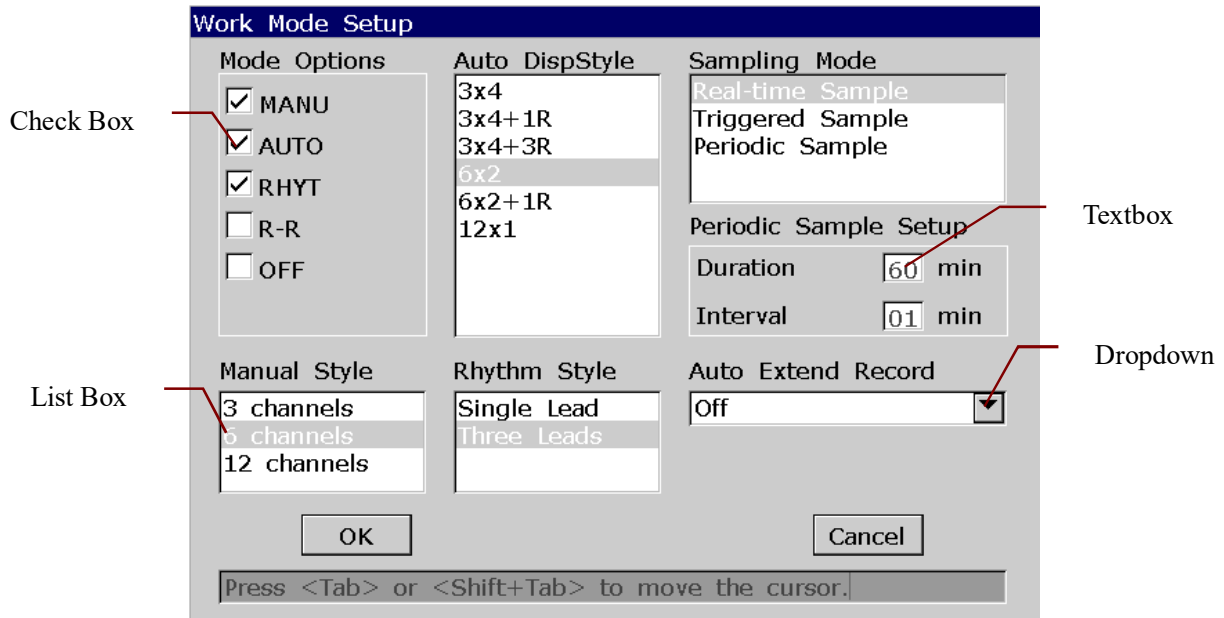 Work Mode Setup
Mode Options
MANU
AUTO
RHYT
R-R
OFF
Auto DispStyle
3x4
3x4+1R
3x4+3R
6x2
6x2+1R
12x1
Sampling Mode
Real-time Sample
Triggered Sample
Periodic Sample
Periodic Sample Setup
Duration 60 min
Interval 01 min
Manual Style
3 channels
6 channels
12 channels
Rhythm Style
Single Lead
Three Leads
Auto Extend Record
Off
OK
Cancel
Press <Tab> or <Shift+Tab> to move the cursor.
Check Box
List Box
Textbox
Dropdown